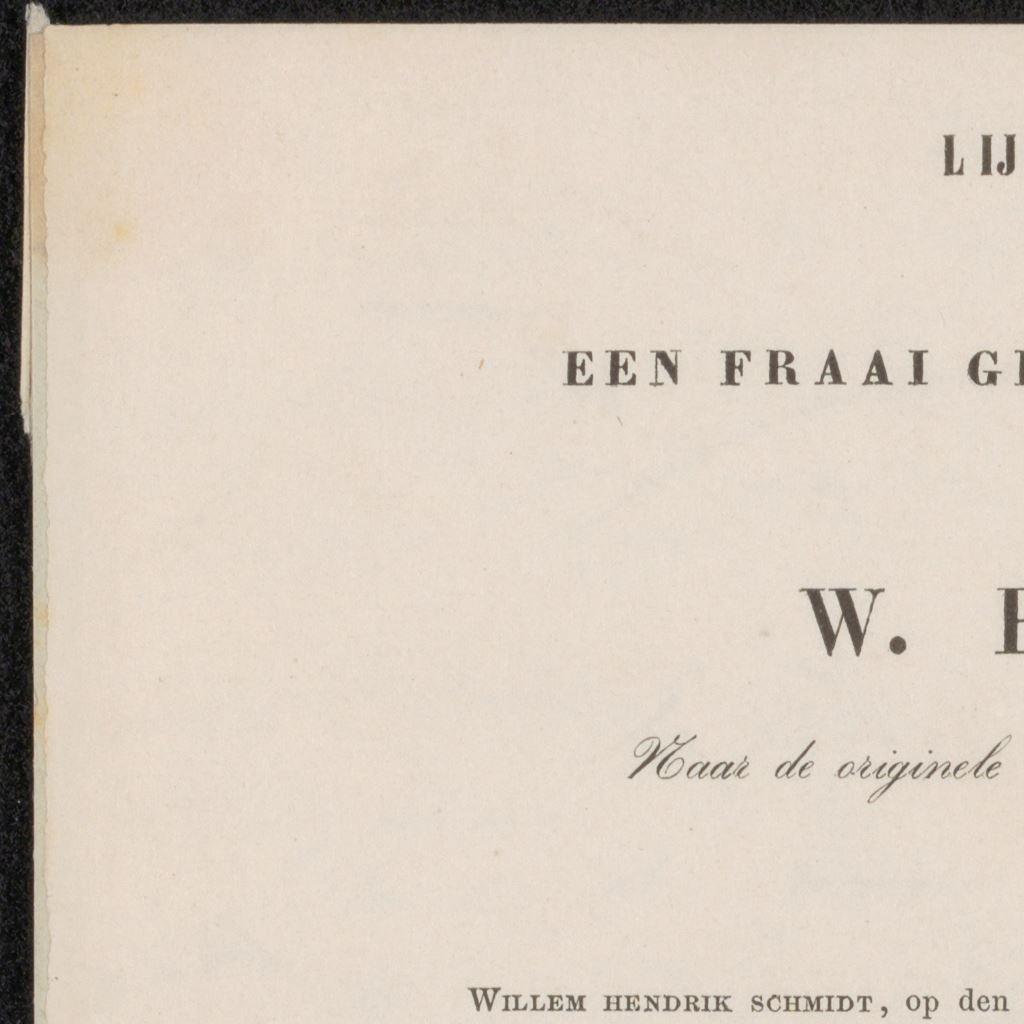 LIJ
EEN FRAAI G
W.
Naar de originele
WILLEM HENDRIK SCHMIDT, op den